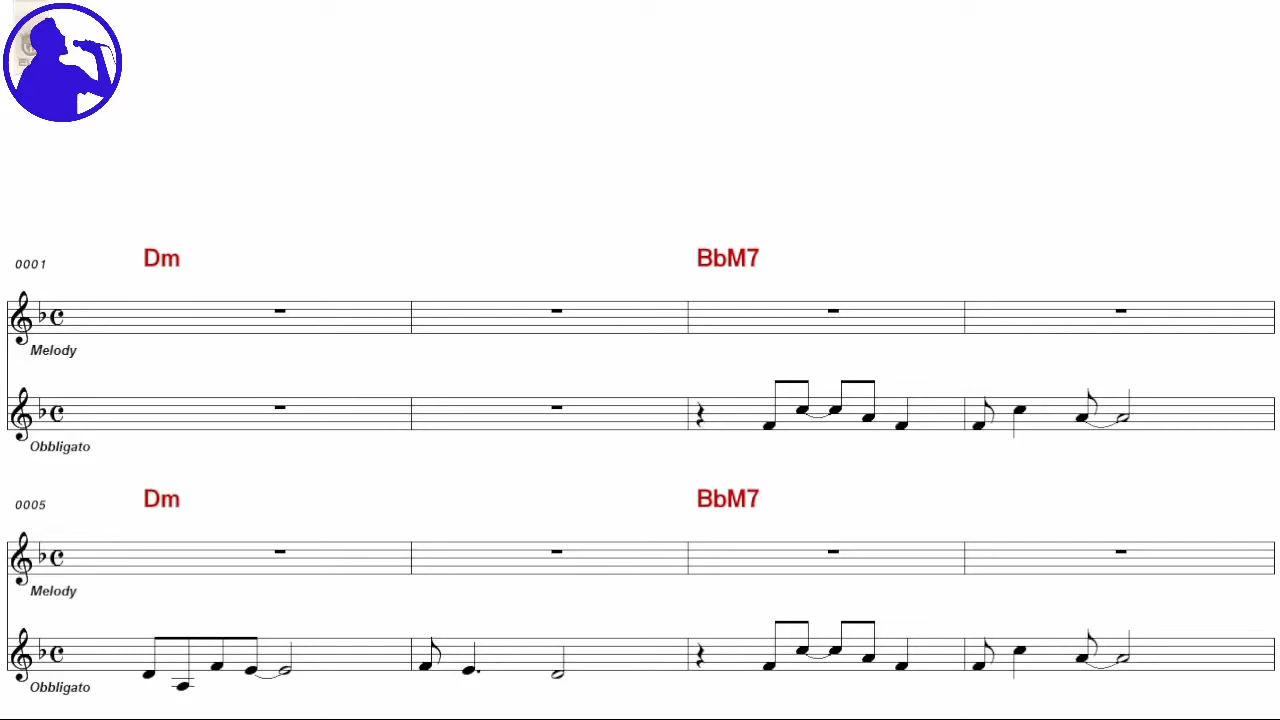 0001 Dm BbM7
Melody
Obbligato
0005 Dm BbM7
Melody
Obbligato